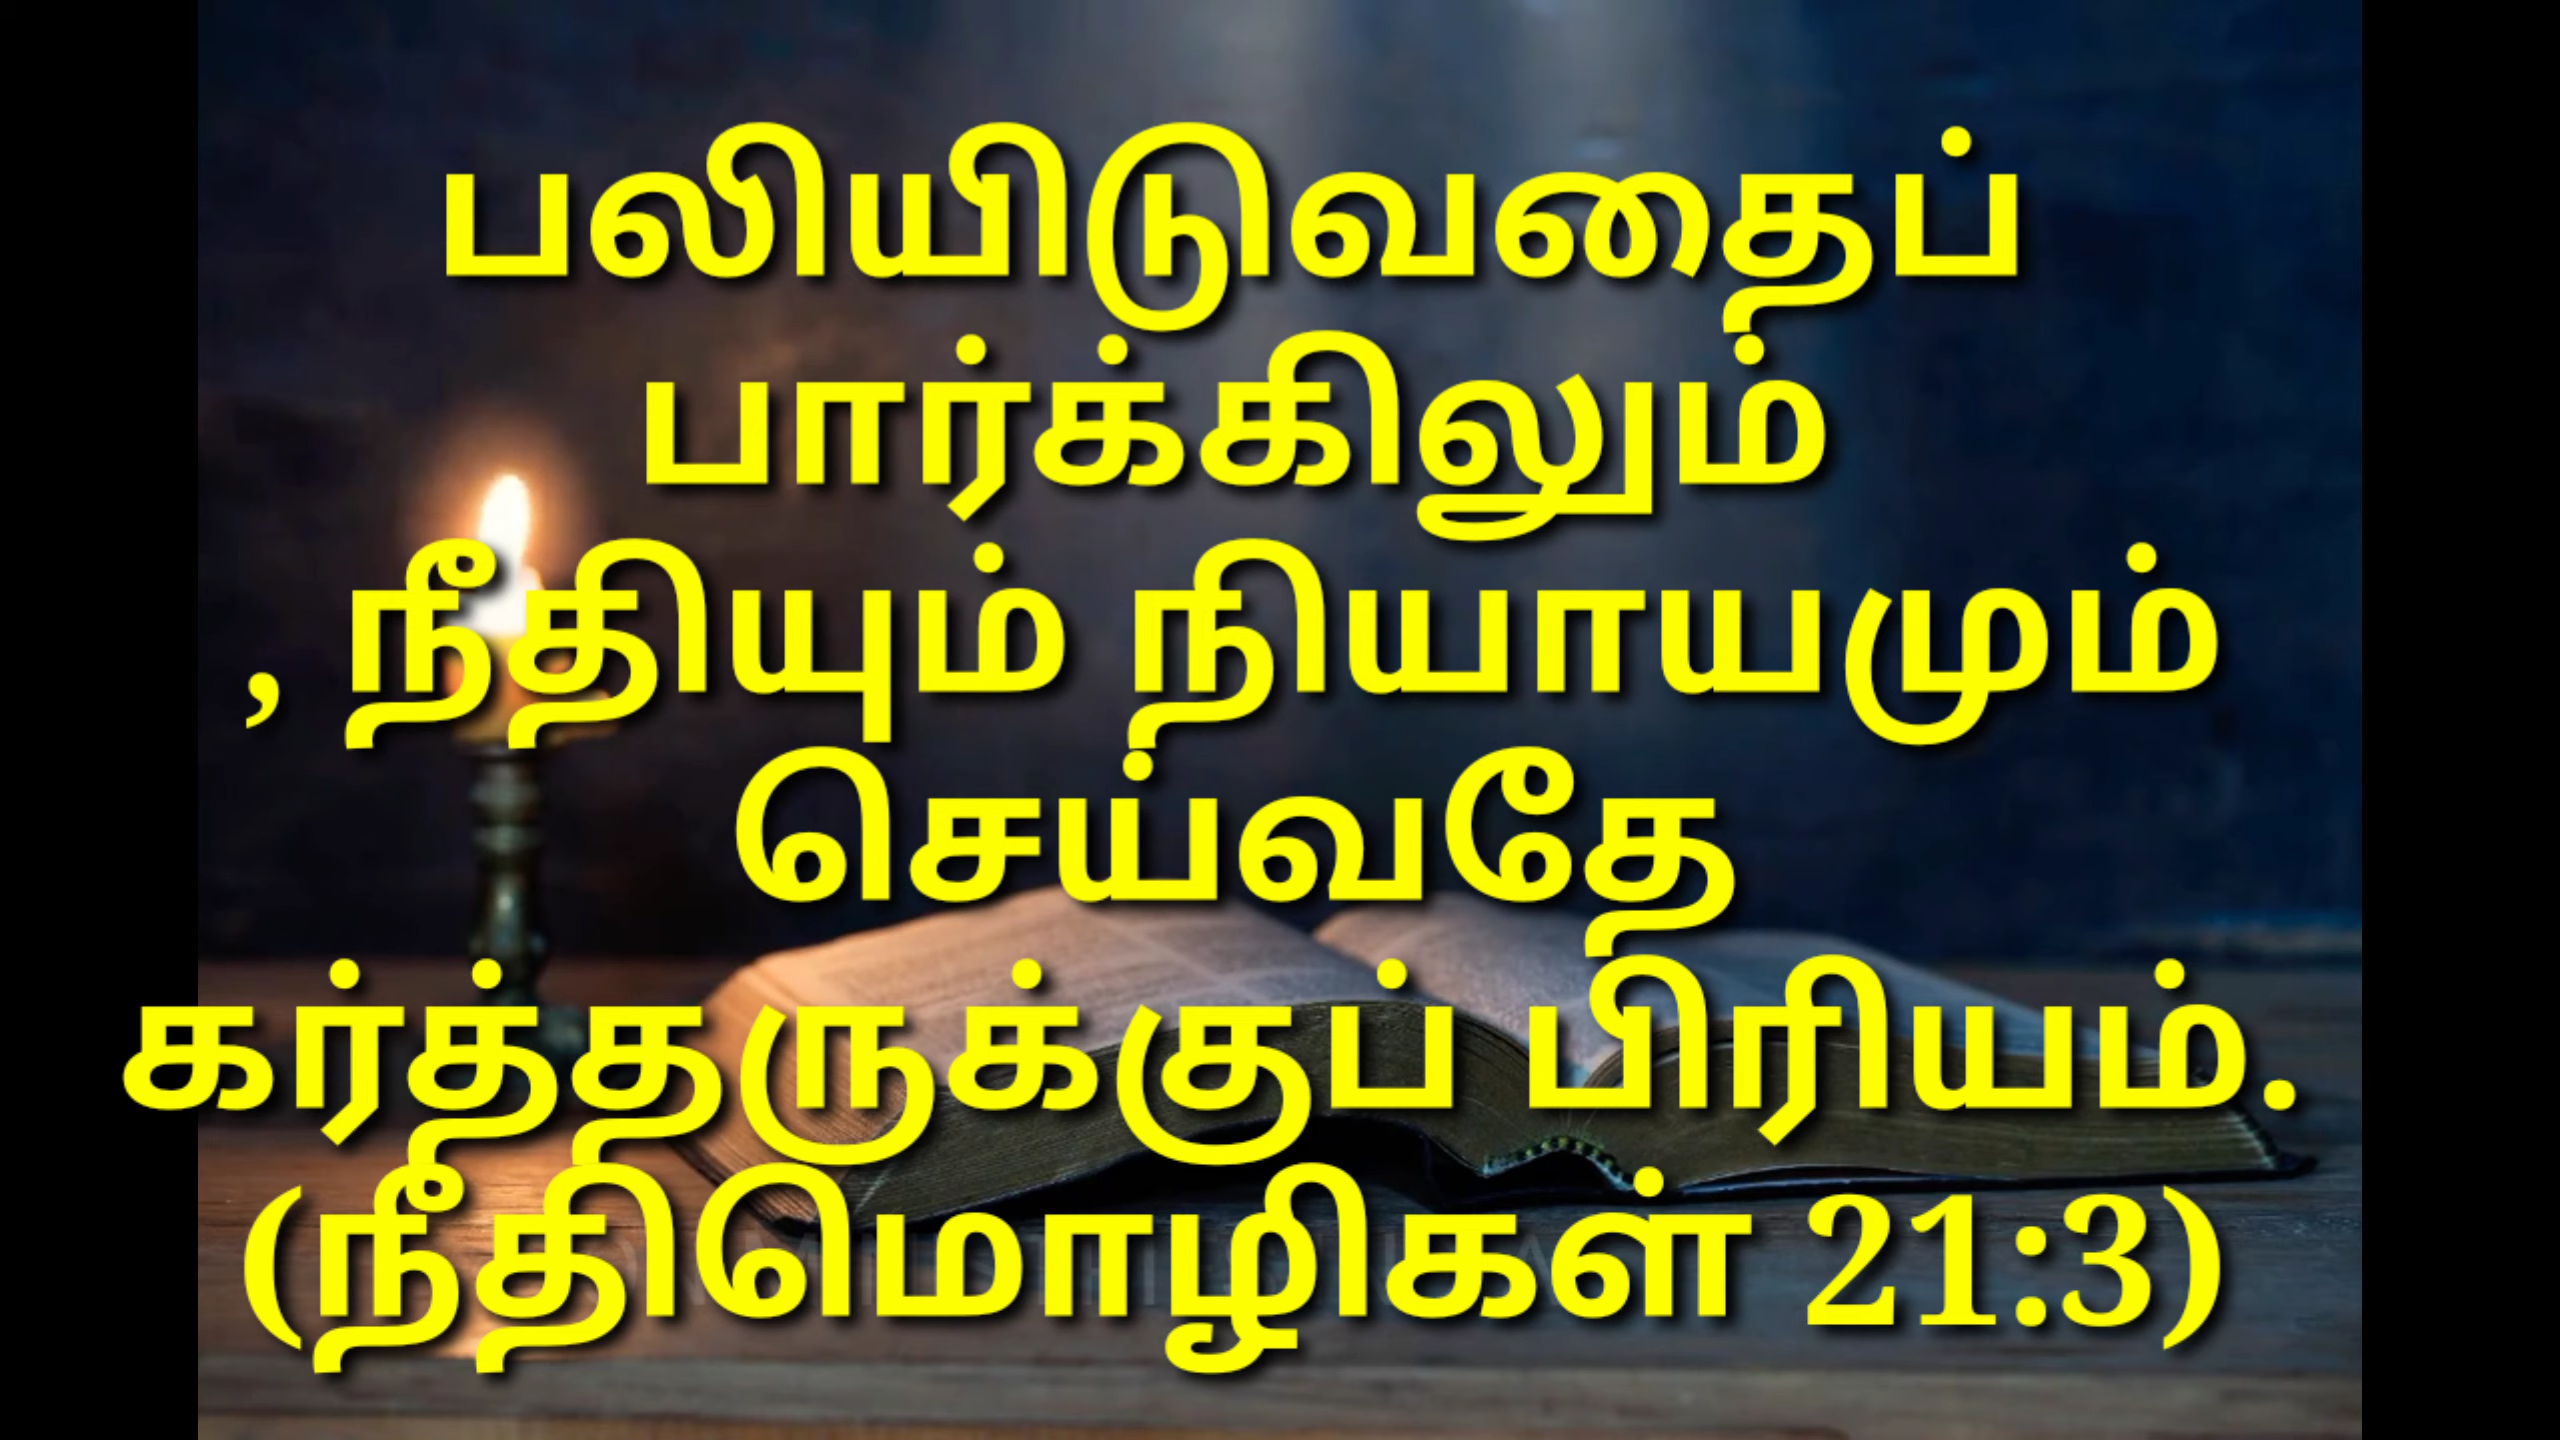 பலியிடுவதைப்
பார்க்கிலும்
, நீதியும் நியாயமும்
செய்வதே
கர்த்தருக்குப் பிரியம்.
(நீதிமொழிகள் 21:3)